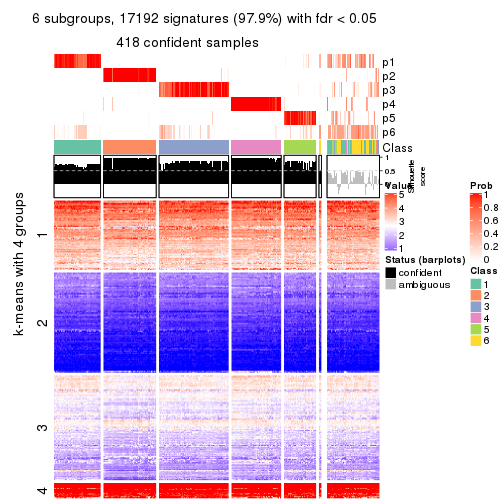 6 subgroups, 17192 signatures (97.9%) with fdr < 0.05
418 confident samples
p1
p2
p3
p4
p5
p6
Class
1
0.5
Silhouette
score
k-means with 4 groups
1
2
3
4
Value
5
4
3
2
1
Status (barplots)
confident
ambiguous
Prob
1
0.8
0.6
0.4
0.2
0
Class
1
2
3
4
5
6